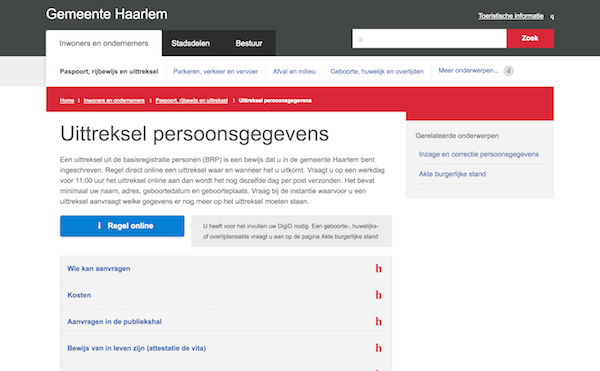 Gemeente Haarlem
Toeristische informatie q
Inwoners en ondernemers Stadsdelen Bestuur
a Zoek
Paspoort, rijbewijs en uittreksel Parkeren, verkeer en vervoer Afval en milieu Geboorte, huwelijk en overlijden Meer onderwerpen... d
Home Inwoners en ondernemers Paspoort, rijbewijs en uittreksel Uittreksel persoonsgegevens
Uittreksel persoonsgegevens
Een uittreksel uit de basisregistratie personen (BRP) is een bewijs dat u in de gemeente Haarlem bent
ingeschreven. Regel direct online een uittreksel waar en wanneer het u uitkomt. Vraagt u op een werkdag
voor 11.00 uur het uittreksel online aan dan wordt het nog dezelfde dag per post verzonden. Het bevat
minimaal uw naam, adres, geboortedatum en geboorteplaats. Vraag bij de instantie waarvoor u een
uittreksel aanvraagt welke gegevens er nog meer op het uittreksel moeten staan.
i Regel online
U heeft voor het invullen uw DigiD nodig. Een geboorte-, huwelijks-
of overlijdensakte vraagt u aan op de pagina Akte burgerlijke stand
Wie kan aanvragen h
Kosten h
Aanvragen in de publiekshal h
Bewijs van in leven zijn (attestatie de vita) h
Gerelateerde onderwerpen
Inzage en correctie persoonsgegevens
Akte burgerlijke stand